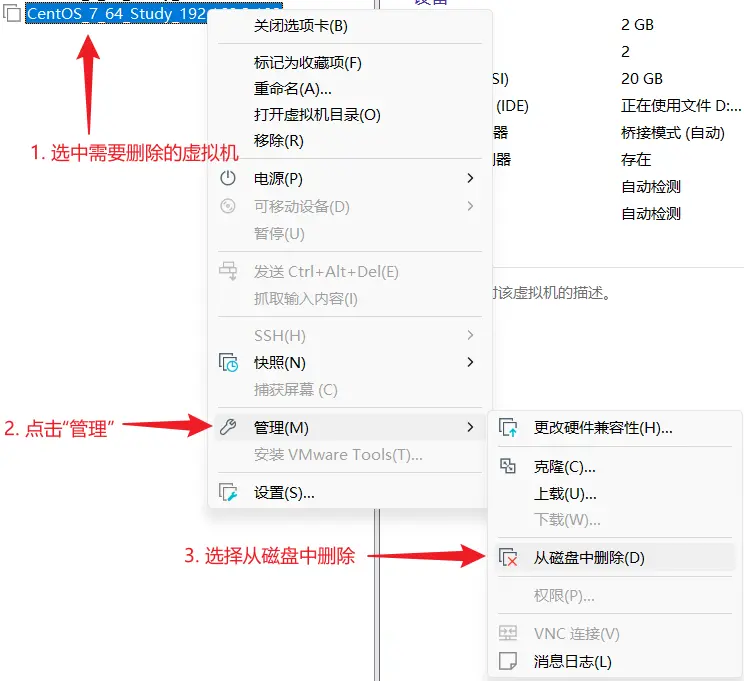 CentOS_7_64_Study_192
关闭选项卡(B)
标记为收藏项(F)
重命名(A)...
打开虚拟机目录(O)
移除(R)
1. 选中需要删除的虚拟机
电源(P)
可移动设备(D)
暂停(U)
发送 Ctrl+Alt+Del(E)
抓取输入内容(I)
SSH(H)
快照(N)
捕获屏幕 (C)
2. 点击“管理”
管理(M)
安装 VMware Tools(T)...
设置(S)...
设备
2 GB
2
SI)
20 GB
(IDE)
正在使用文件 D:...
器
桥接模式 (自动)
器
存在
自动检测
自动检测
对该虚拟机的描述。
更改硬件兼容性(H)...
克隆(C)...
上载(U)...
下载(W)...
3. 选择从磁盘中删除
从磁盘中删除(D)
权限(P)...
VNC 连接(V)
消息日志(L)